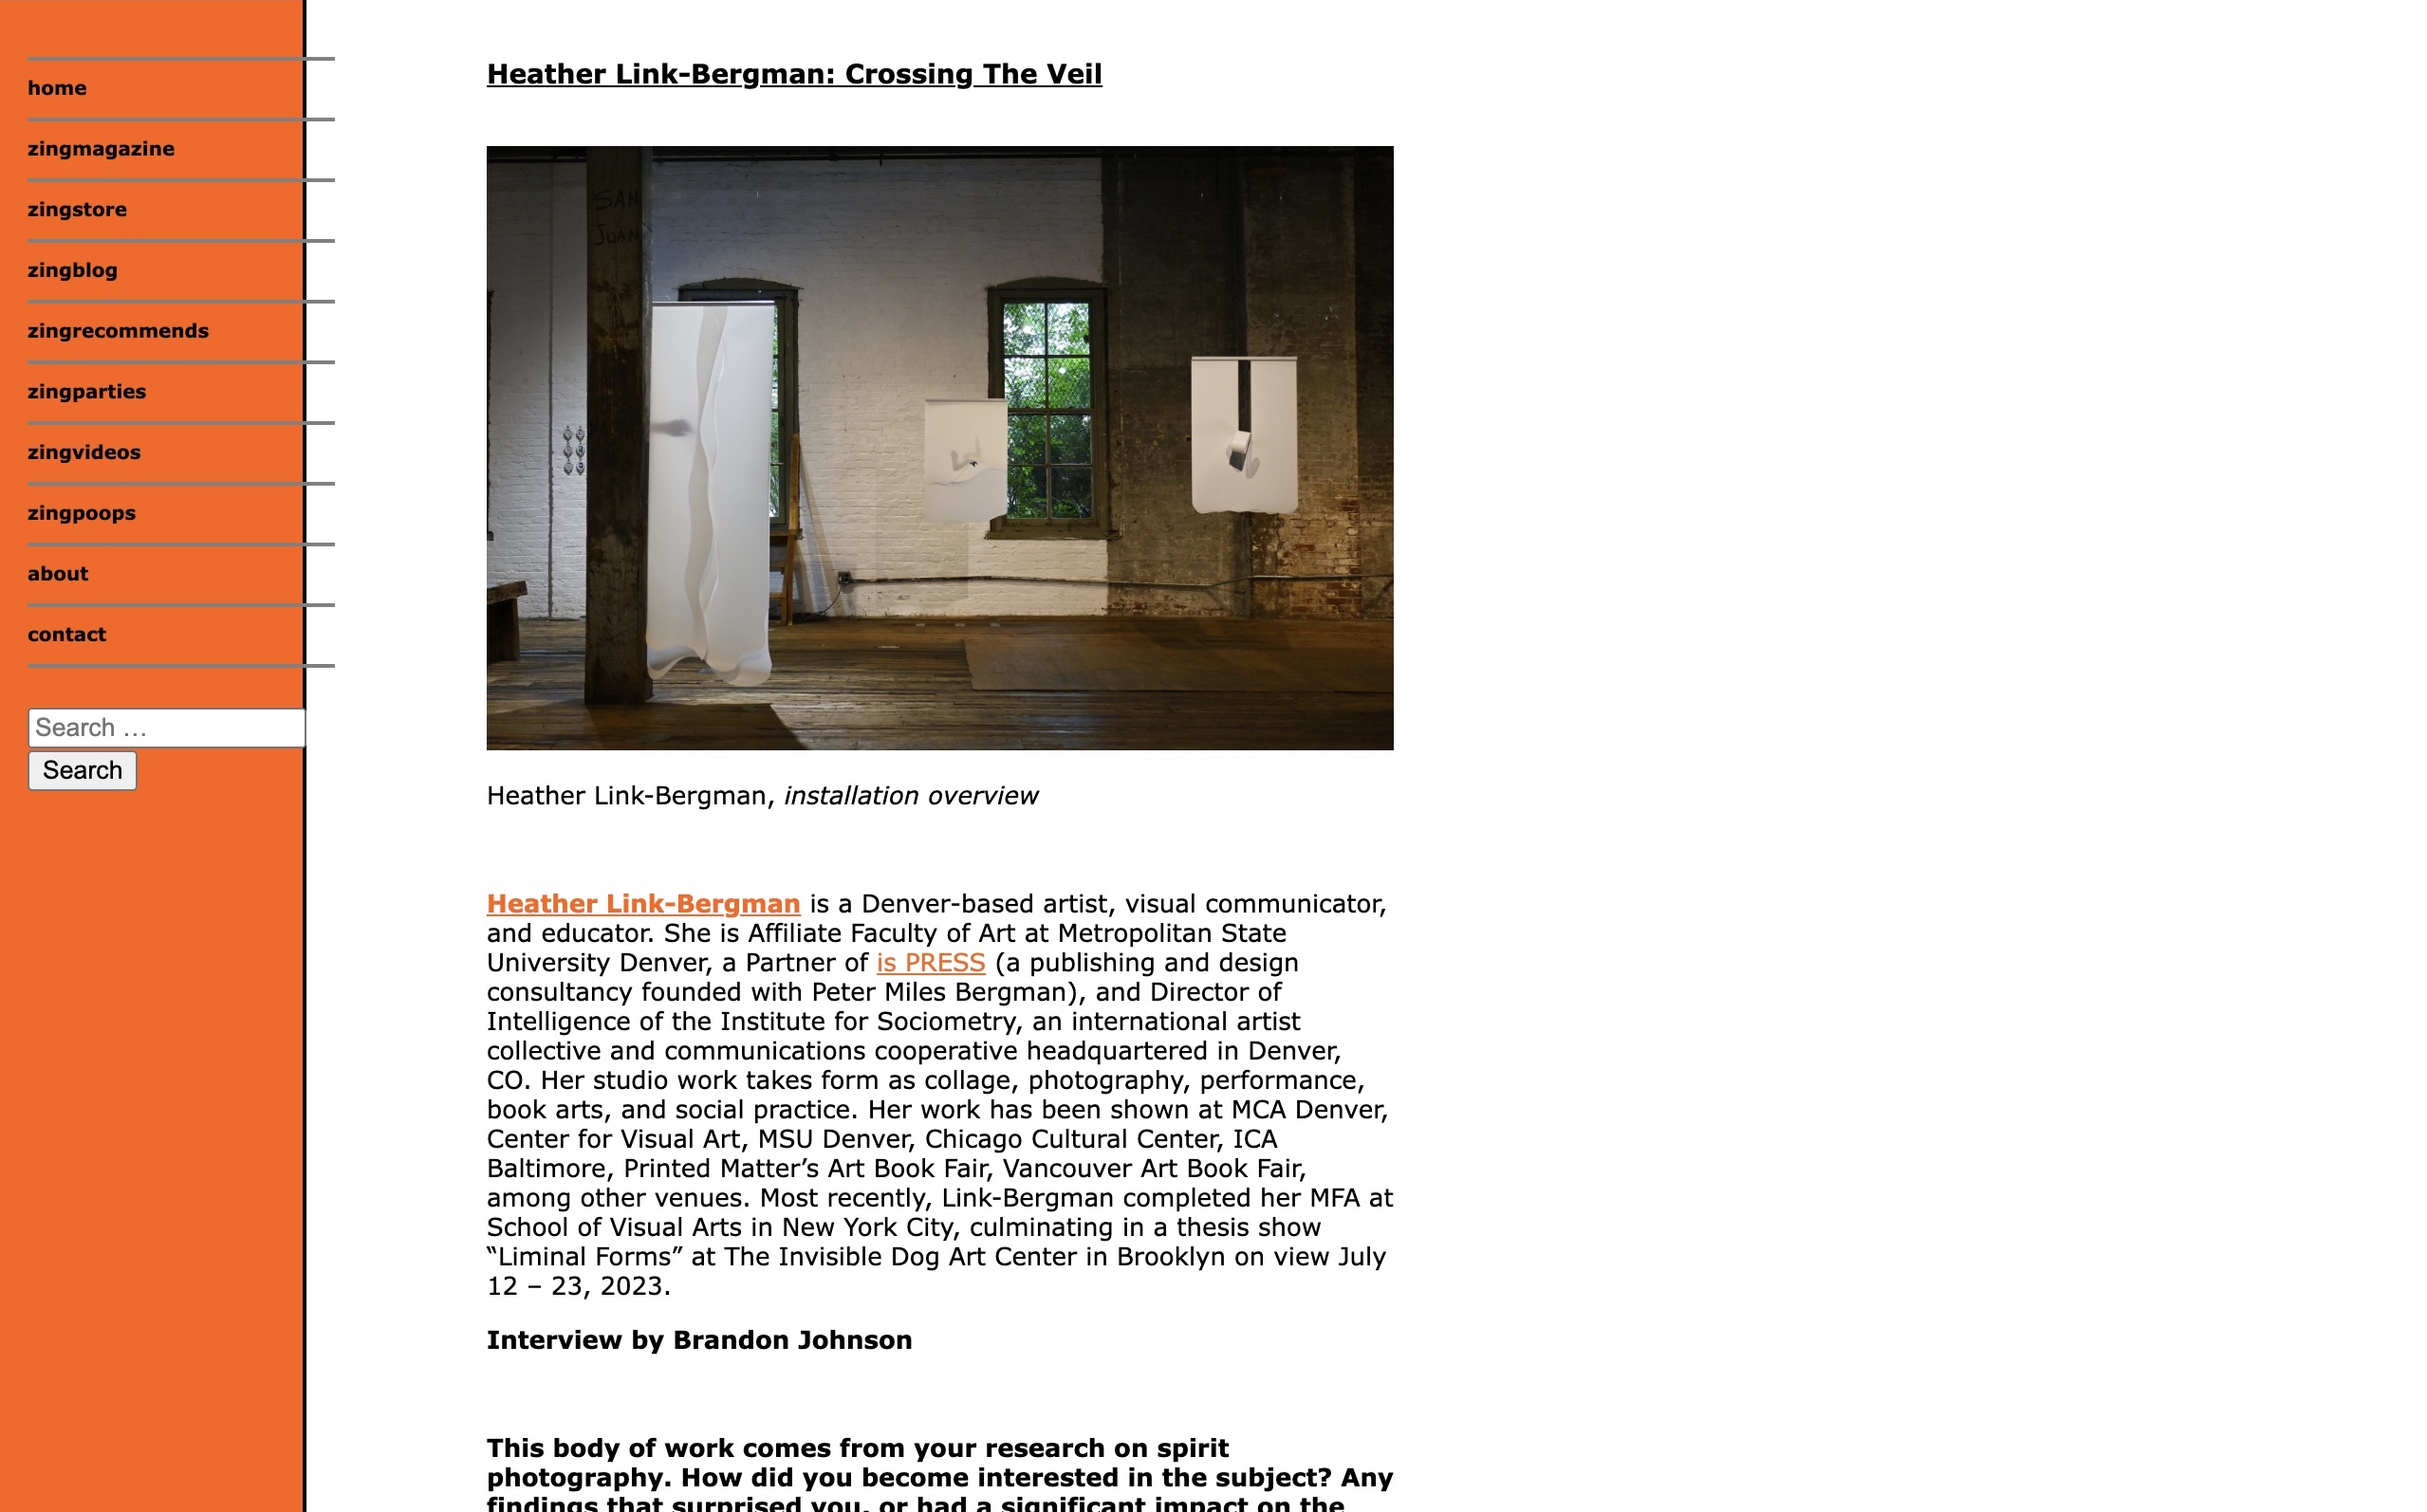 home
zingmagazine
zingstore
zingblog
zingrecommends
zingparties
zingvideos
zingpoops
about
contact
Search …
Search
Heather Link-Bergman: Crossing The Veil
SAN
JUAN
Heather Link-Bergman, installation overview
Heather Link-Bergman is a Denver-based artist, visual communicator,
and educator. She is Affiliate Faculty of Art at Metropolitan State
University Denver, a Partner of is PRESS (a publishing and design
consultancy founded with Peter Miles Bergman), and Director of
Intelligence of the Institute for Sociometry, an international artist
collective and communications cooperative headquartered in Denver,
CO. Her studio work takes form as collage, photography, performance,
book arts, and social practice. Her work has been shown at MCA Denver,
Center for Visual Art, MSU Denver, Chicago Cultural Center, ICA
Baltimore, Printed Matter’s Art Book Fair, Vancouver Art Book Fair,
among other venues. Most recently, Link-Bergman completed her MFA at
School of Visual Arts in New York City, culminating in a thesis show
“Liminal Forms” at The Invisible Dog Art Center in Brooklyn on view July
12 – 23, 2023.
Interview by Brandon Johnson
This body of work comes from your research on spirit
photography. How did you become interested in the subject? Any
findings that surprised you, or had a significant impact on the